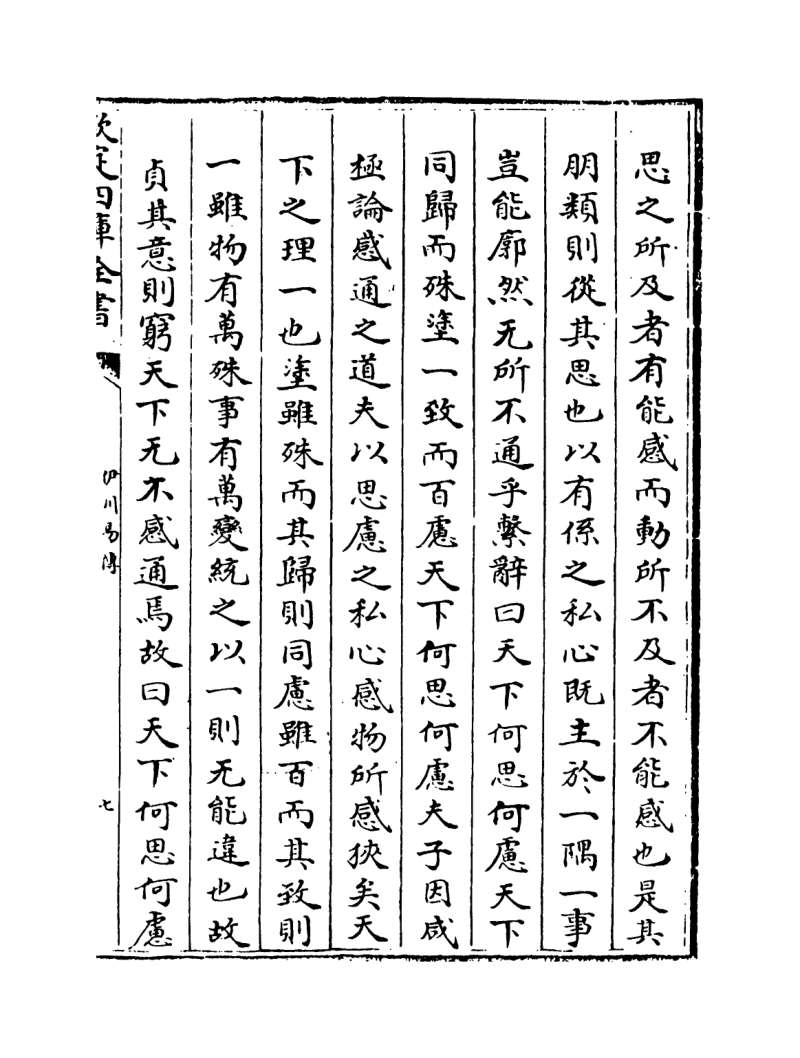 思之所及者有能感而動所不及者不能感也是其
朋類則從其思也以有係之私心既主於一隅一事
豈能廓然无所不通乎繫辭曰天下何思何慮天下
同歸而殊塗一致而百慮天下何思何慮夫子因咸
極論感通之道夫以思慮之私心感物所感狹矣天
下之理一也塗雖殊而其歸則同慮雖百而其致則
一雖物有萬殊事有萬變統之以一則无能違也故
貞其意則窮天下无不感通焉故曰天下何思何慮
欽定四庫全書
伊川易傳
七